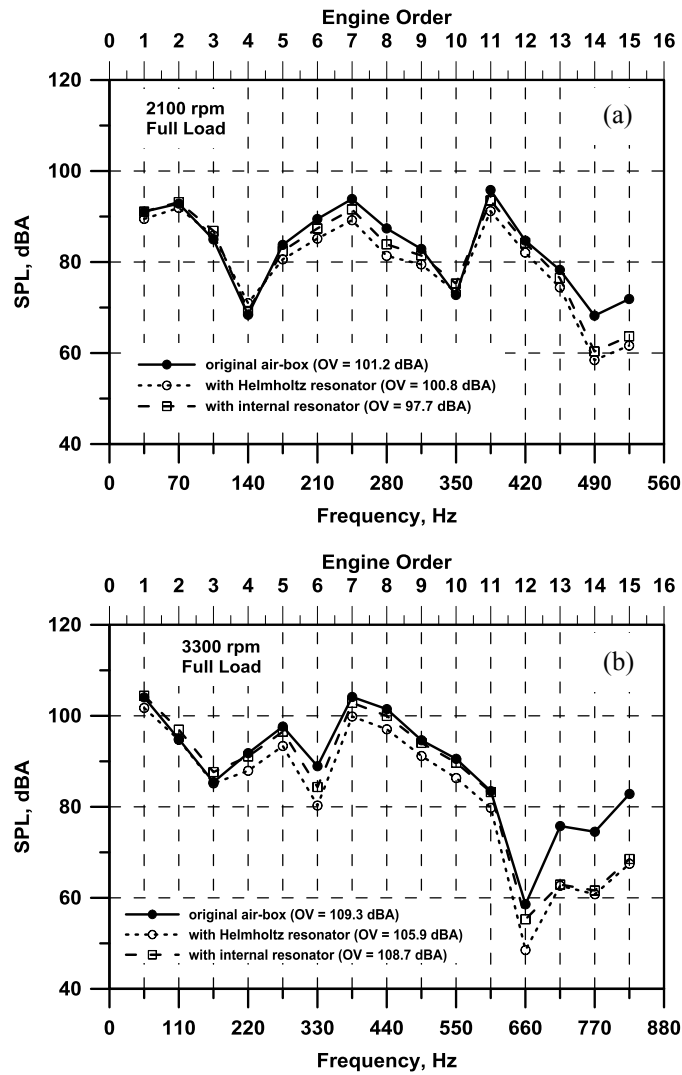 Engine Order
0 1 2 3 4 5 6 7 8 9 10 11 12 13 14 15 16
120
100
80
60
40
SPL, dBA
2100 rpm
Full Load
(a)
original air-box (OV = 101.2 dBA)
with Helmholtz resonator (OV = 100.8 dBA)
with internal resonator (OV = 97.7 dBA)
0 70 140 210 280 350 420 490 560
Frequency, Hz
Engine Order
0 1 2 3 4 5 6 7 8 9 10 11 12 13 14 15 16
120
100
80
60
40
SPL, dBA
3300 rpm
Full Load
(b)
original air-box (OV = 109.3 dBA)
with Helmholtz resonator (OV = 105.9 dBA)
with internal resonator (OV = 108.7 dBA)
0 110 220 330 440 550 660 770 880
Frequency, Hz